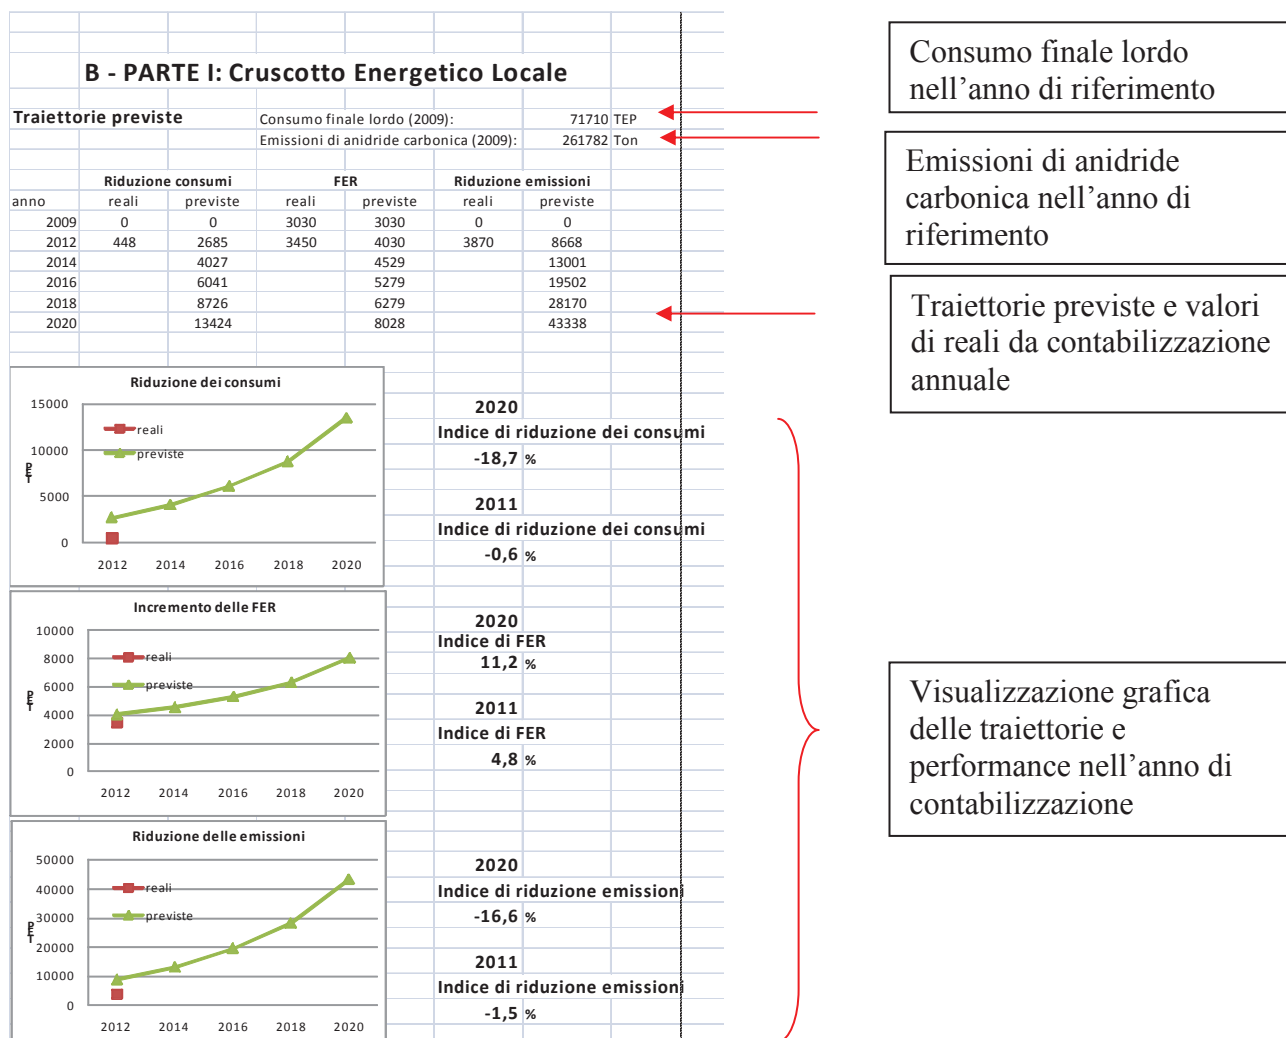 B - PARTE I: Cruscotto Energetico Locale
Traiettorie previste
Consumo finale lordo (2009): 71710 TEP
Emissioni di anidride carbonica (2009): 261782 Ton
Riduzione consumi FER Riduzione emissioni
anno reali previste reali previste reali previste
2009 0 0 3030 3030 0 0
2012 448 2685 3450 4030 3870 8668
2014 4027 4529 13001
2016 6041 5279 19502
2018 8726 6279 28170
2020 13424 8028 43338
Riduzione dei consumi
15000
10000
5000
0
TEP
reali
previste
2012 2014 2016 2018 2020
2020
Indice di riduzione dei consumi
-18,7 %
2011
Indice di riduzione dei consumi
-0,6 %
Incremento delle FER
10000
8000
6000
4000
2000
0
TEP
reali
previste
2012 2014 2016 2018 2020
2020
Indice di FER
11,2 %
2011
Indice di FER
4,8 %
Riduzione delle emissioni
50000
40000
30000
20000
10000
0
TEP
reali
previste
2012 2014 2016 2018 2020
2020
Indice di riduzione emissioni
-16,6 %
2011
Indice di riduzione emissioni
-1,5 %
Consumo finale lordo
nell'anno di riferimento
Emissioni di anidride
carbonica nell'anno di
riferimento
Traiettorie previste e valori
di reali da contabilizzazione
annuale
Visualizzazione grafica
delle traiettorie e
performance nell'anno di
contabilizzazione